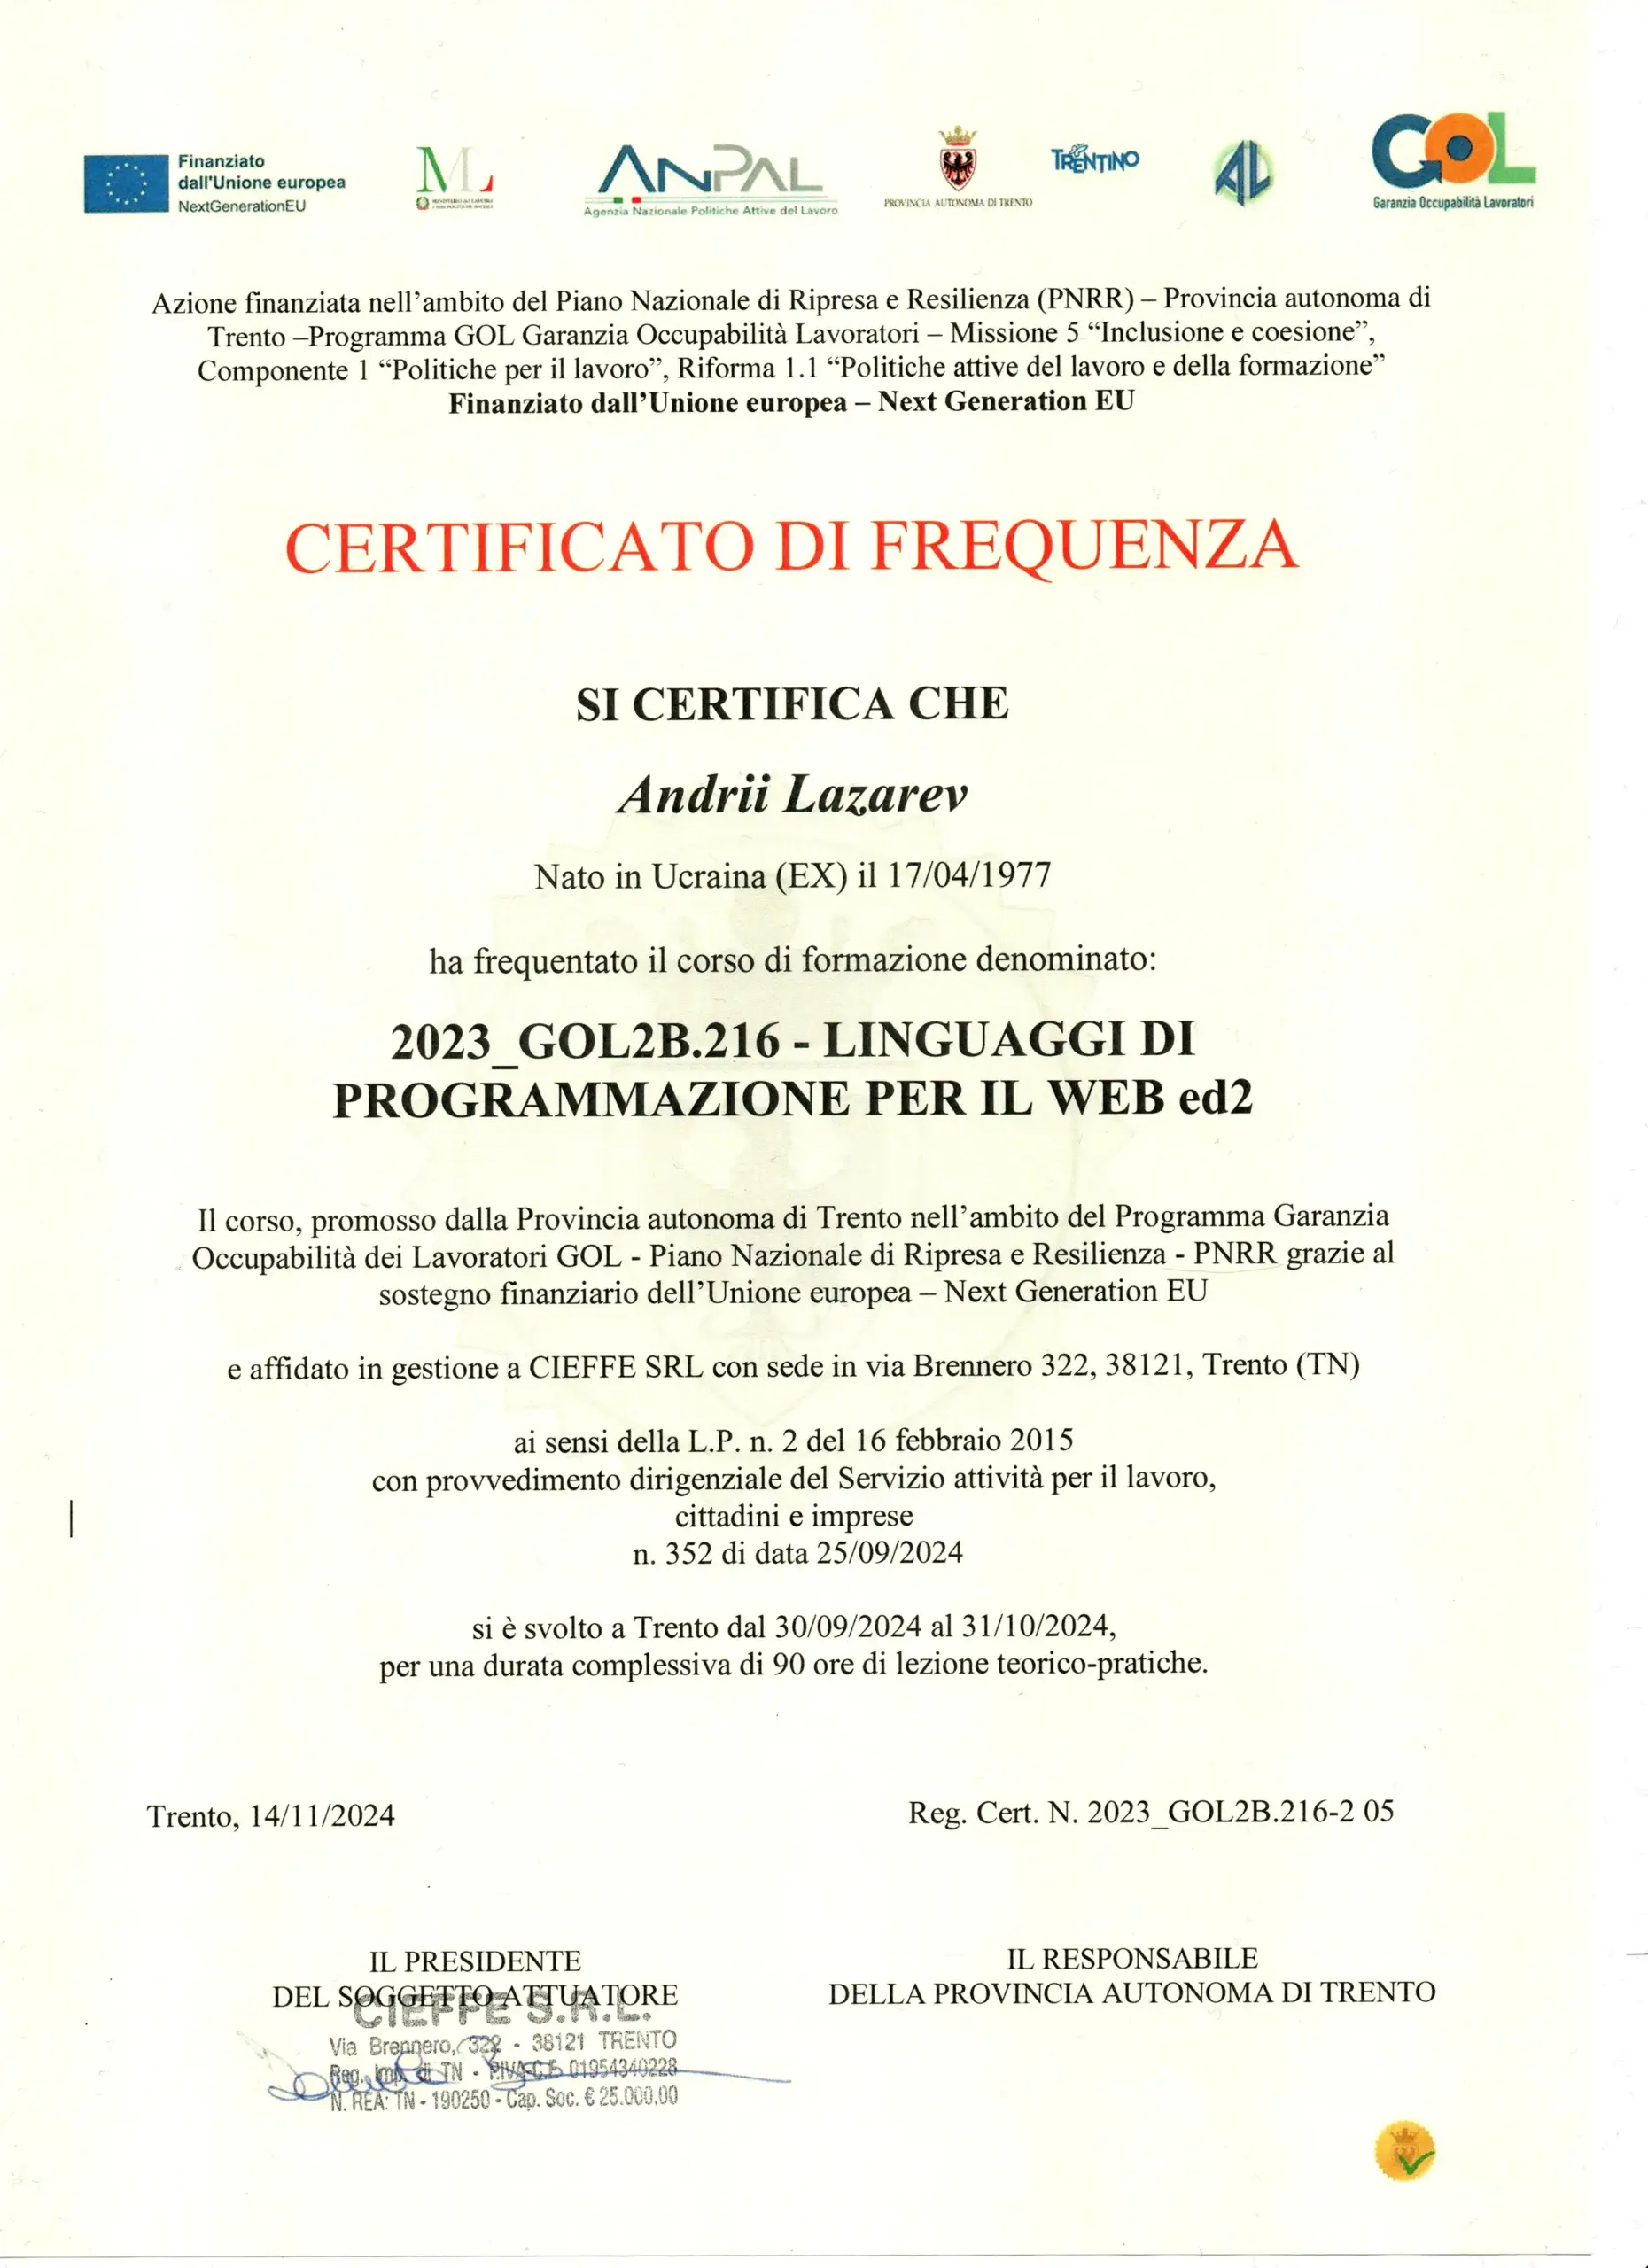 Finanziato
dall'Unione europea
NextGenerationEU
ML
ANPAL
Agenzia Nazionale Politiche Attive del Lavoro
PROVINCIA AUTONOMA DI TRENTO
TRENTINO
AL
GOL
Garanzia Occupabilità Lavoratori
Azione finanziata nell’ambito del Piano Nazionale di Ripresa e Resilienza (PNRR) – Provincia autonoma di
Trento –Programma GOL Garanzia Occupabilità Lavoratori – Missione 5 “Inclusione e coesione”,
Componente 1 “Politiche per il lavoro”, Riforma 1.1 “Politiche attive del lavoro e della formazione”
Finanziato dall’Unione europea – Next Generation EU
CERTIFICATO DI FREQUENZA
SI CERTIFICA CHE
Andrii Lazarev
Nato in Ucraina (EX) il 17/04/1977
ha frequentato il corso di formazione denominato:
2023_GOL2B.216 - LINGUAGGI DI
PROGRAMMAZIONE PER IL WEB ed2
Il corso, promosso dalla Provincia autonoma di Trento nell’ambito del Programma Garanzia
Occupabilità dei Lavoratori GOL - Piano Nazionale di Ripresa e Resilienza - PNRR grazie al
sostegno finanziario dell’Unione europea – Next Generation EU
e affidato in gestione a CIEFFE SRL con sede in via Brennero 322, 38121, Trento (TN)
ai sensi della L.P. n. 2 del 16 febbraio 2015
con provvedimento dirigenziale del Servizio attività per il lavoro,
cittadini e imprese
n. 352 di data 25/09/2024
si è svolto a Trento dal 30/09/2024 al 31/10/2024,
per una durata complessiva di 90 ore di lezione teorico-pratiche.
Trento, 14/11/2024
Reg. Cert. N. 2023_GOL2B.216-2 05
IL PRESIDENTE
DEL SOGGETTO ATTUATORE
CIEFFE S.R.L.
Via Brennero, 322 - 38121 TRENTO
Reg. Imp. di TN - P.IVA-C.F. 01954340228
N. REA: TN - 190250 - Cap. Soc. € 25.000,00
IL RESPONSABILE
DELLA PROVINCIA AUTONOMA DI TRENTO